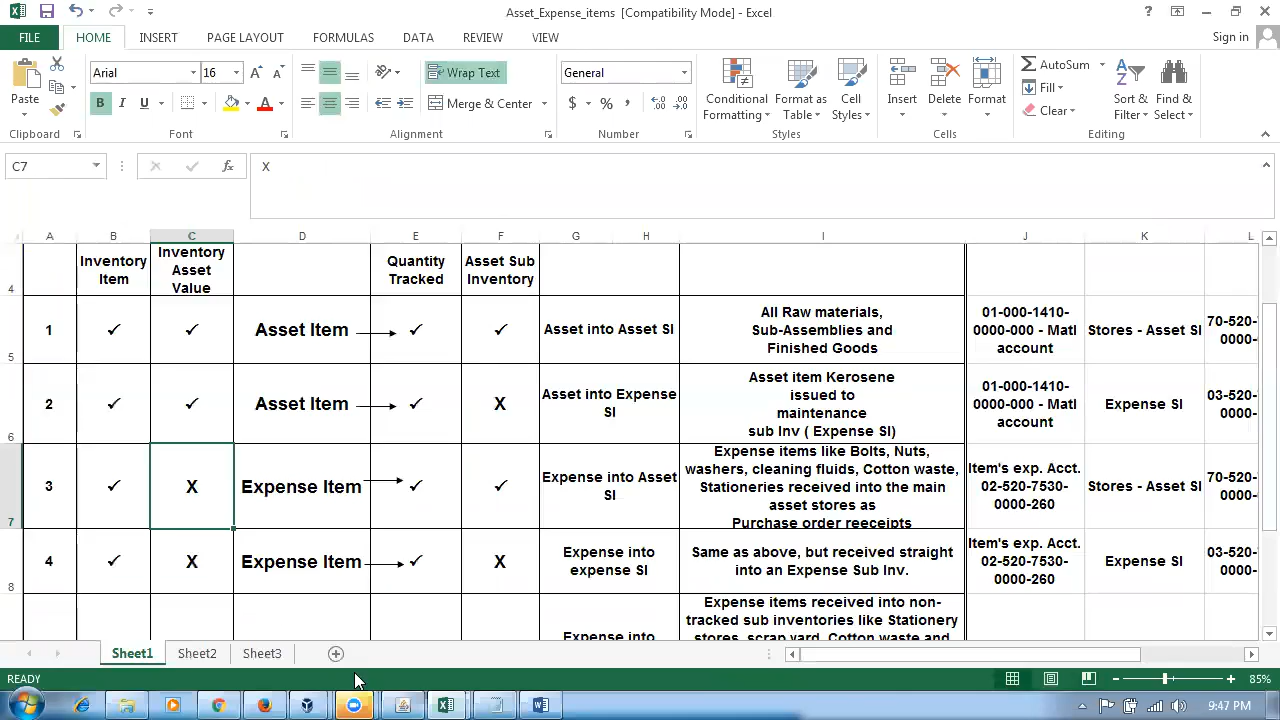 Asset_Expense_items [Compatibility Mode] - Excel
FILE HOME INSERT PAGE LAYOUT FORMULAS DATA REVIEW VIEW Sign in
Paste
Arial 16
B I U
Wrap Text
Merge & Center
General
$ % ,
Conditional
Formatting
Format as
Table
Cell
Styles
Insert Delete Format
AutoSum
Fill
Clear
Sort &
Filter
Find &
Select
Clipboard Font Alignment Number Styles Cells Editing
C7 fx X
A B C D E F G H I J K L
4
Inventory
Item
Inventory
Asset
Value
Quantity
Tracked
Asset Sub
Inventory
5
1 ✓ ✓ Asset Item ✓ ✓ Asset into Asset SI
All Raw materials,
Sub-Assemblies and
Finished Goods
01-000-1410-
0000-000 - Matl
account
Stores - Asset SI
70-520-
0000-
6
2 ✓ ✓ Asset Item ✓ X
Asset into Expense
SI
Asset item Kerosene
issued to
maintenance
sub Inv ( Expense SI)
01-000-1410-
0000-000 - Matl
account
Expense SI
03-520-
0000-
7
3 ✓ X Expense Item ✓ ✓
Expense into Asset
SI
Expense items like Bolts, Nuts,
washers, cleaning fluids, Cotton waste,
Stationeries received into the main
asset stores as
Purchase order reeceipts
Item's exp. Acct.
02-520-7530-
0000-260
Stores - Asset SI
70-520-
0000-
8
4 ✓ X Expense Item ✓ X
Expense into
expense SI
Same as above, but received straight
into an Expense Sub Inv.
Item's exp. Acct.
02-520-7530-
0000-260
Expense SI
03-520-
0000-
Expense into
Expense items received into non-
tracked sub inventories like Stationery
stores, scrap yard, Cotton waste and
Sheet1 Sheet2 Sheet3
READY 85%
9:47 PM